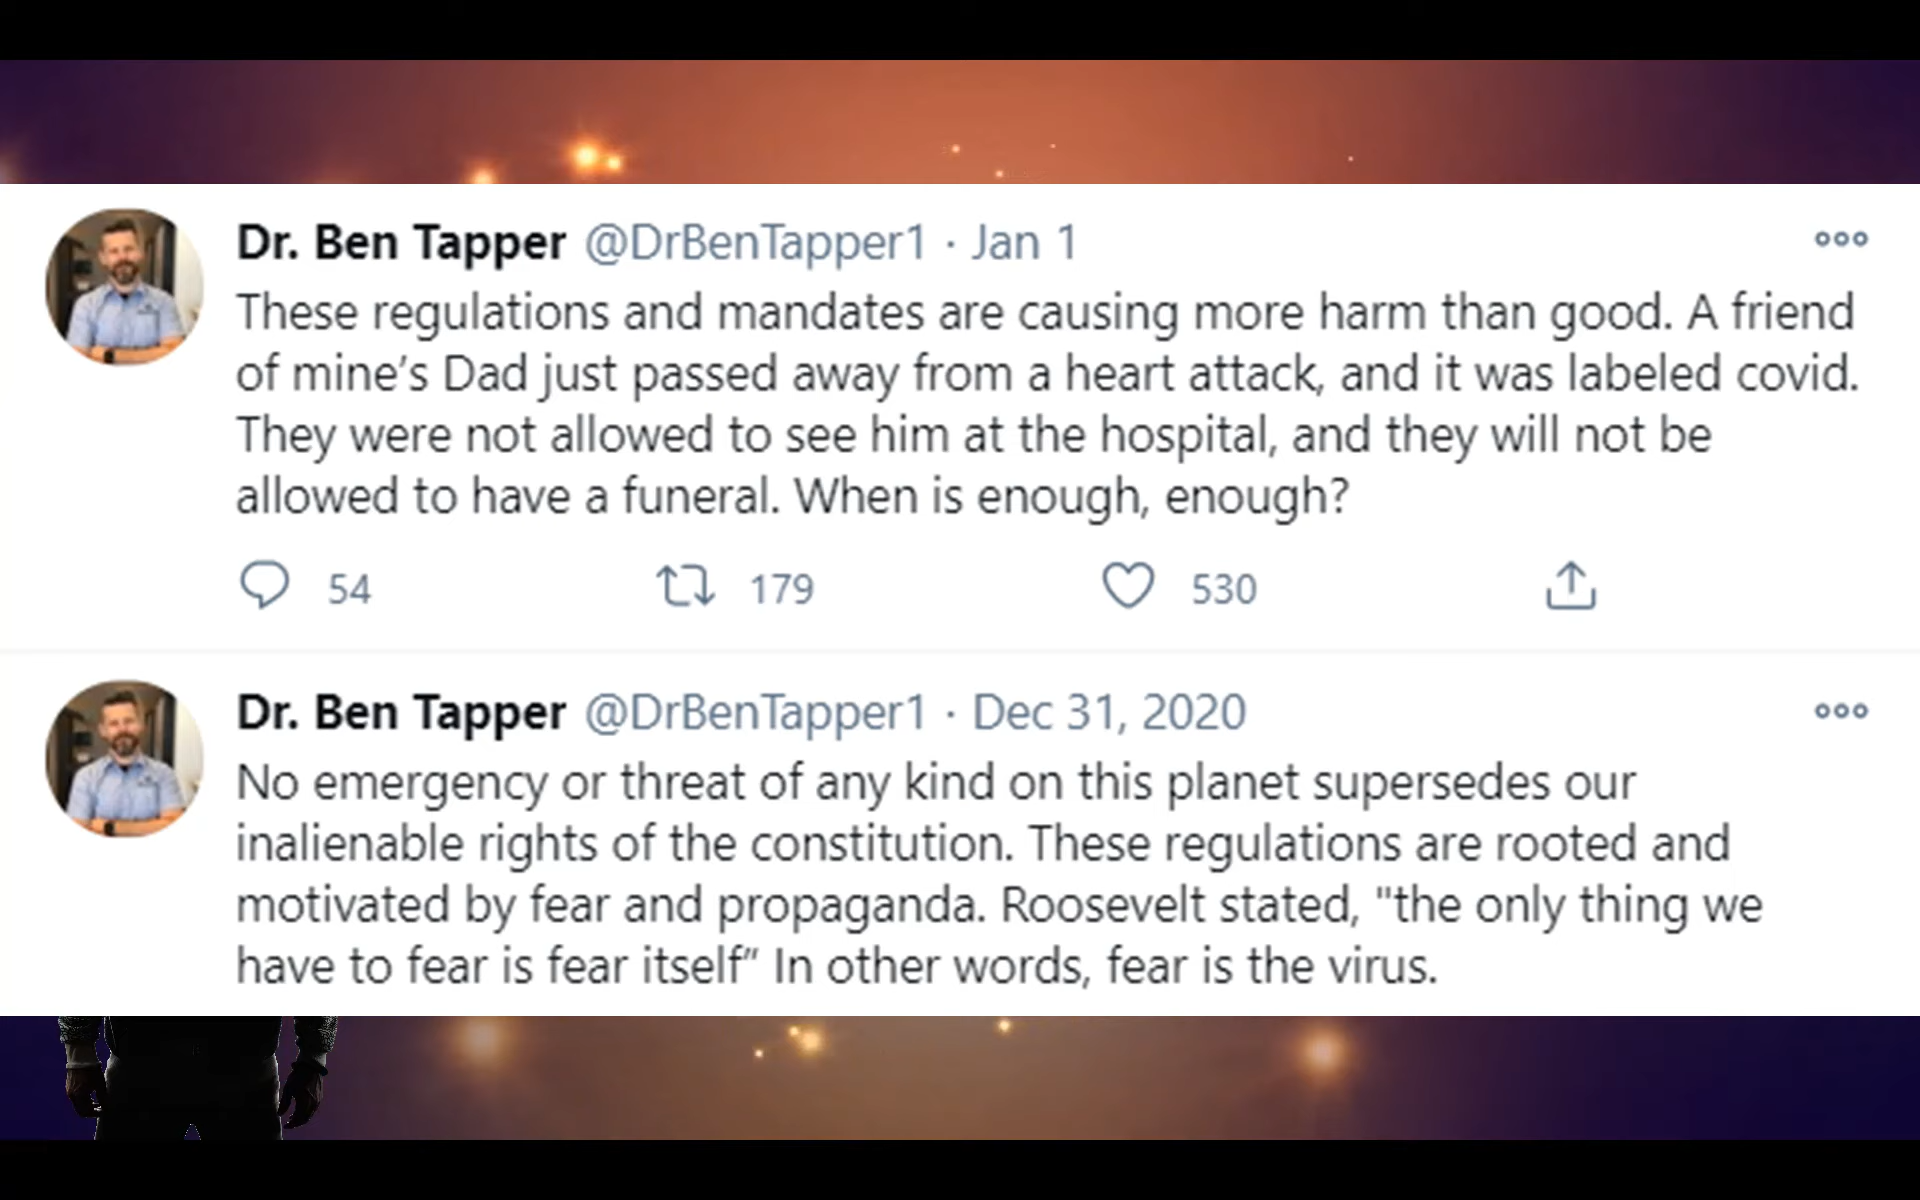 Dr. Ben Tapper @DrBenTapper1 · Jan 1
These regulations and mandates are causing more harm than good. A friend
of mine’s Dad just passed away from a heart attack, and it was labeled covid.
They were not allowed to see him at the hospital, and they will not be
allowed to have a funeral. When is enough, enough?
54 179 530
Dr. Ben Tapper @DrBenTapper1 · Dec 31, 2020
No emergency or threat of any kind on this planet supersedes our
inalienable rights of the constitution. These regulations are rooted and
motivated by fear and propaganda. Roosevelt stated, "the only thing we
have to fear is fear itself” In other words, fear is the virus.